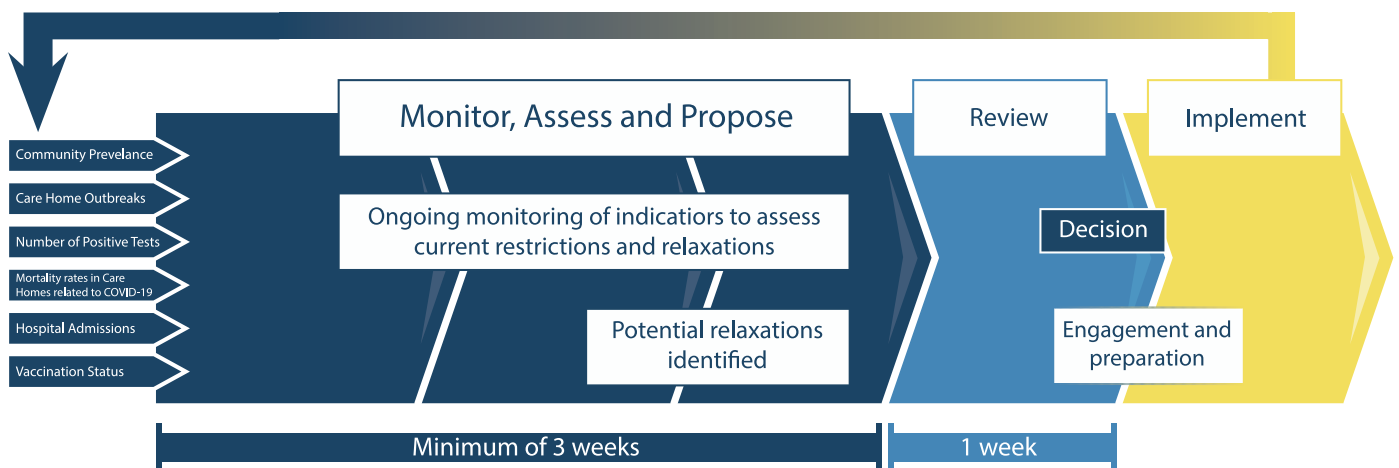 Monitor, Assess and Propose
Review
Implement
Community Prevelance
Care Home Outbreaks
Number of Positive Tests
Mortality rates in Care
Homes related to COVID-19
Hospital Admissions
Vaccination Status
Ongoing monitoring of indicatiors to assess
current restrictions and relaxations
Potential relaxations
identified
Decision
Engagement and
preparation
Minimum of 3 weeks
1 week